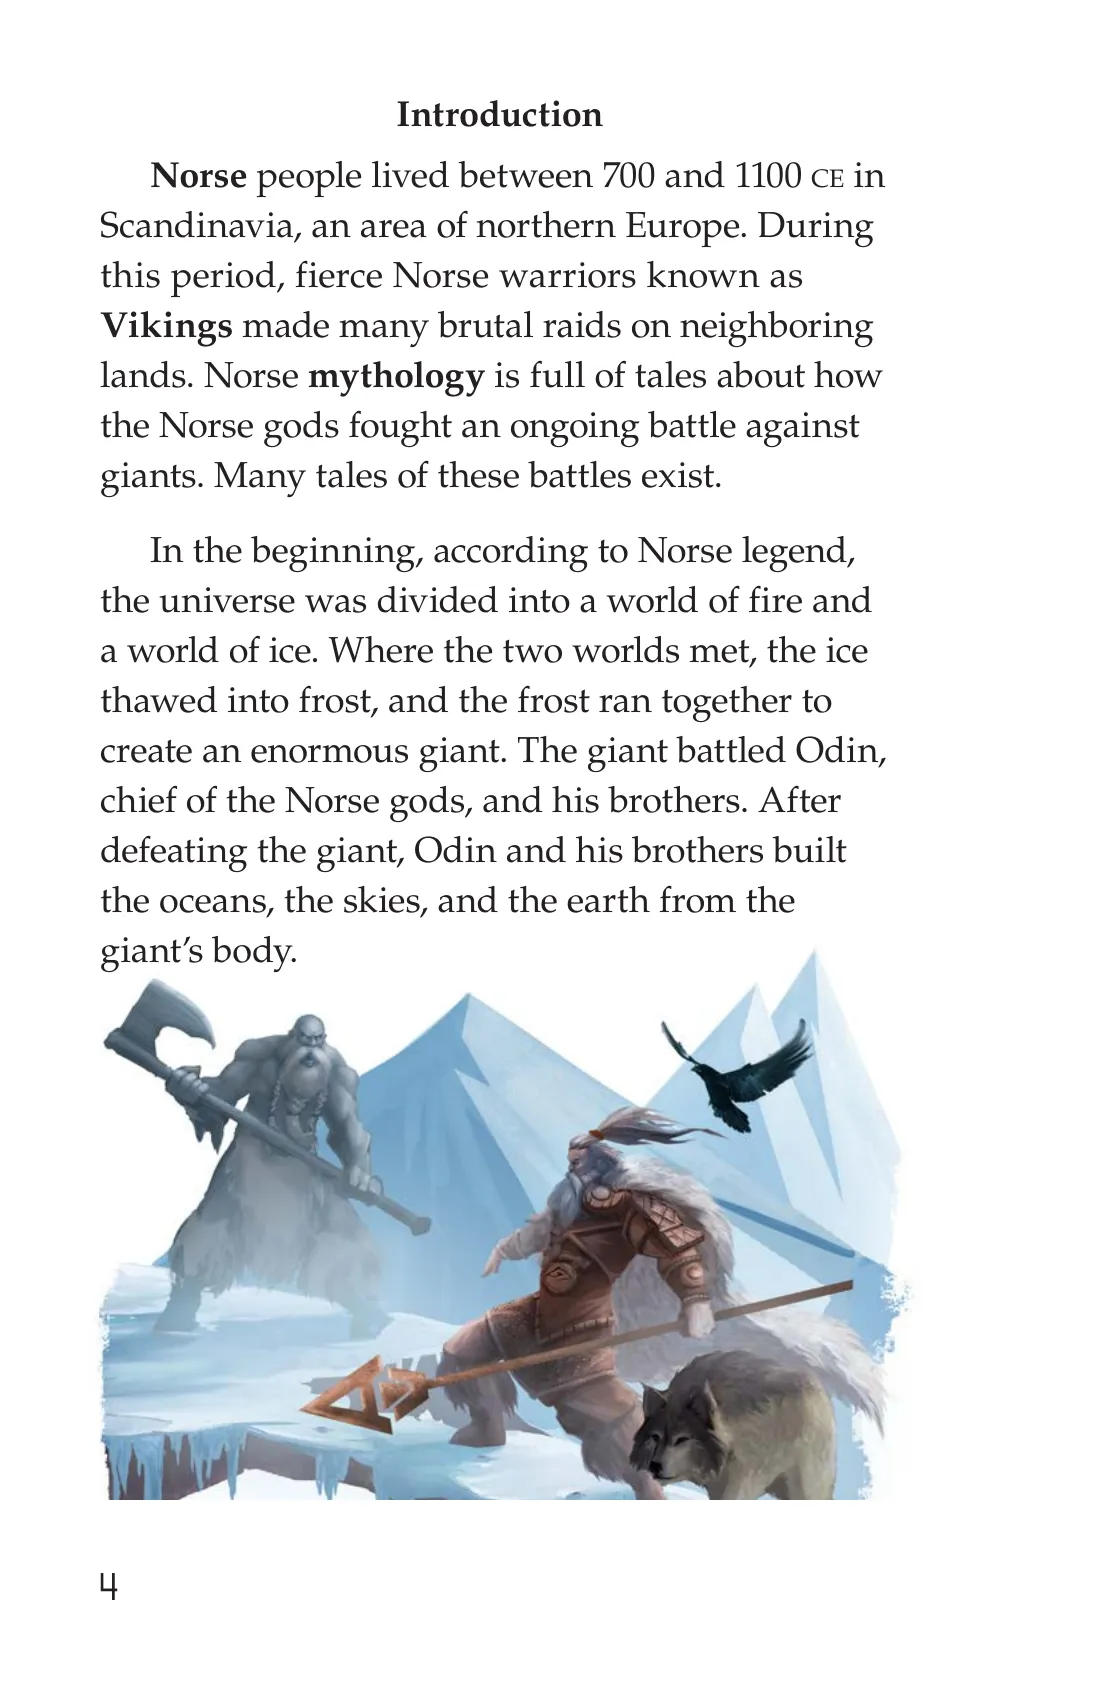 Introduction
Norse people lived between 700 and 1100 CE in
Scandinavia, an area of northern Europe. During
this period, fierce Norse warriors known as
Vikings made many brutal raids on neighboring
lands. Norse mythology is full of tales about how
the Norse gods fought an ongoing battle against
giants. Many tales of these battles exist.
In the beginning, according to Norse legend,
the universe was divided into a world of fire and
a world of ice. Where the two worlds met, the ice
thawed into frost, and the frost ran together to
create an enormous giant. The giant battled Odin,
chief of the Norse gods, and his brothers. After
defeating the giant, Odin and his brothers built
the oceans, the skies, and the earth from the
giant’s body.
4